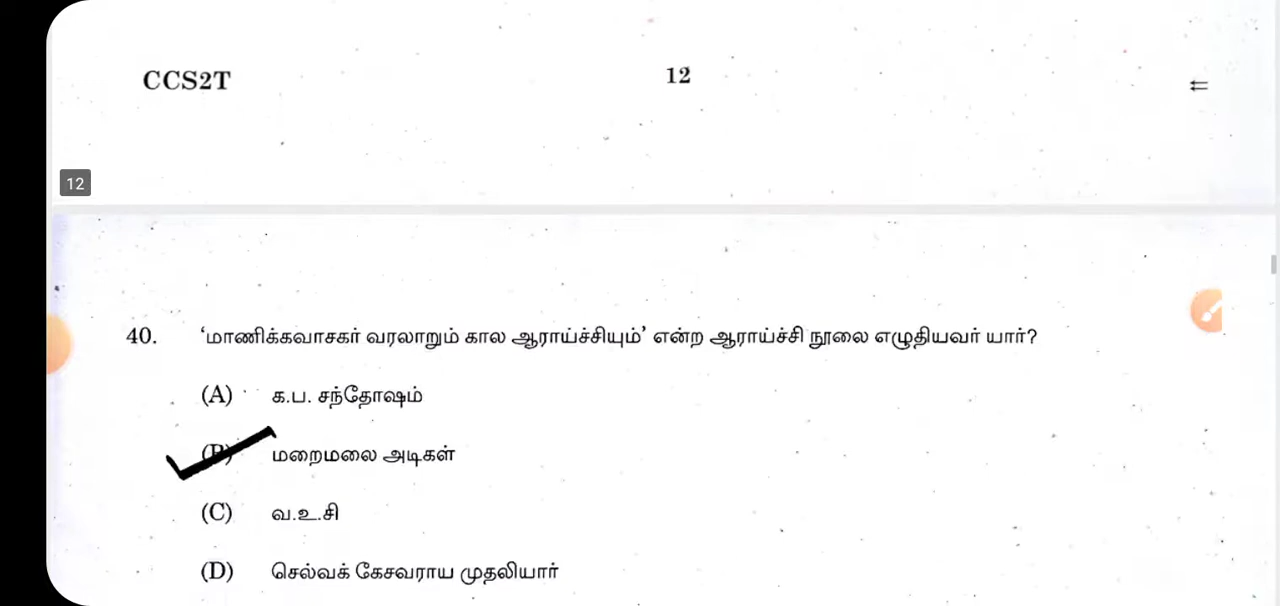 CCS2T 12 ⇇
12
40. ‘மாணிக்கவாசகர் வரலாறும் கால ஆராய்ச்சியும்’ என்ற ஆராய்ச்சி நூலை எழுதியவர் யார்?
(A) க.ப. சந்தோஷம்
(B) மறைமலை அடிகள்
(C) வ.உ.சி
(D) செல்வக் கேசவராய முதலியார்